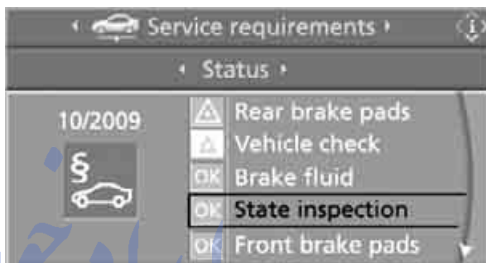 Service requirements
Status
10/2009
Rear brake pads
Vehicle check
OK Brake fluid
§
OK State inspection
OK Front brake pads